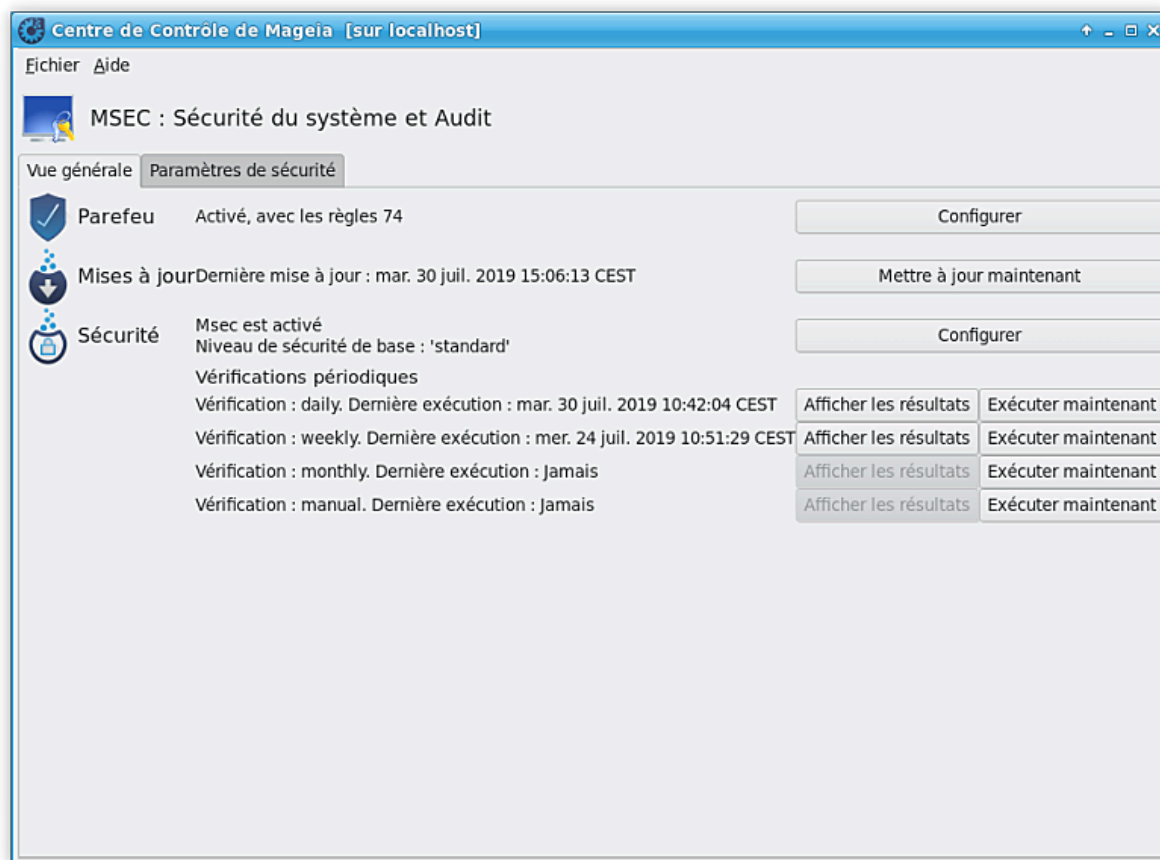 Centre de Contrôle de Mageia [sur localhost]
Fichier Aide
MSEC : Sécurité du système et Audit
Vue générale Paramètres de sécurité
Parefeu Activé, avec les règles 74 Configurer
Mises à jour Dernière mise à jour : mar. 30 juil. 2019 15:06:13 CEST Mettre à jour maintenant
Sécurité Msec est activé Configurer
Niveau de sécurité de base : 'standard'
Vérifications périodiques
Vérification : daily. Dernière exécution : mar. 30 juil. 2019 10:42:04 CEST Afficher les résultats Exécuter maintenant
Vérification : weekly. Dernière exécution : mer. 24 juil. 2019 10:51:29 CEST Afficher les résultats Exécuter maintenant
Vérification : monthly. Dernière exécution : Jamais Afficher les résultats Exécuter maintenant
Vérification : manual. Dernière exécution : Jamais Afficher les résultats Exécuter maintenant